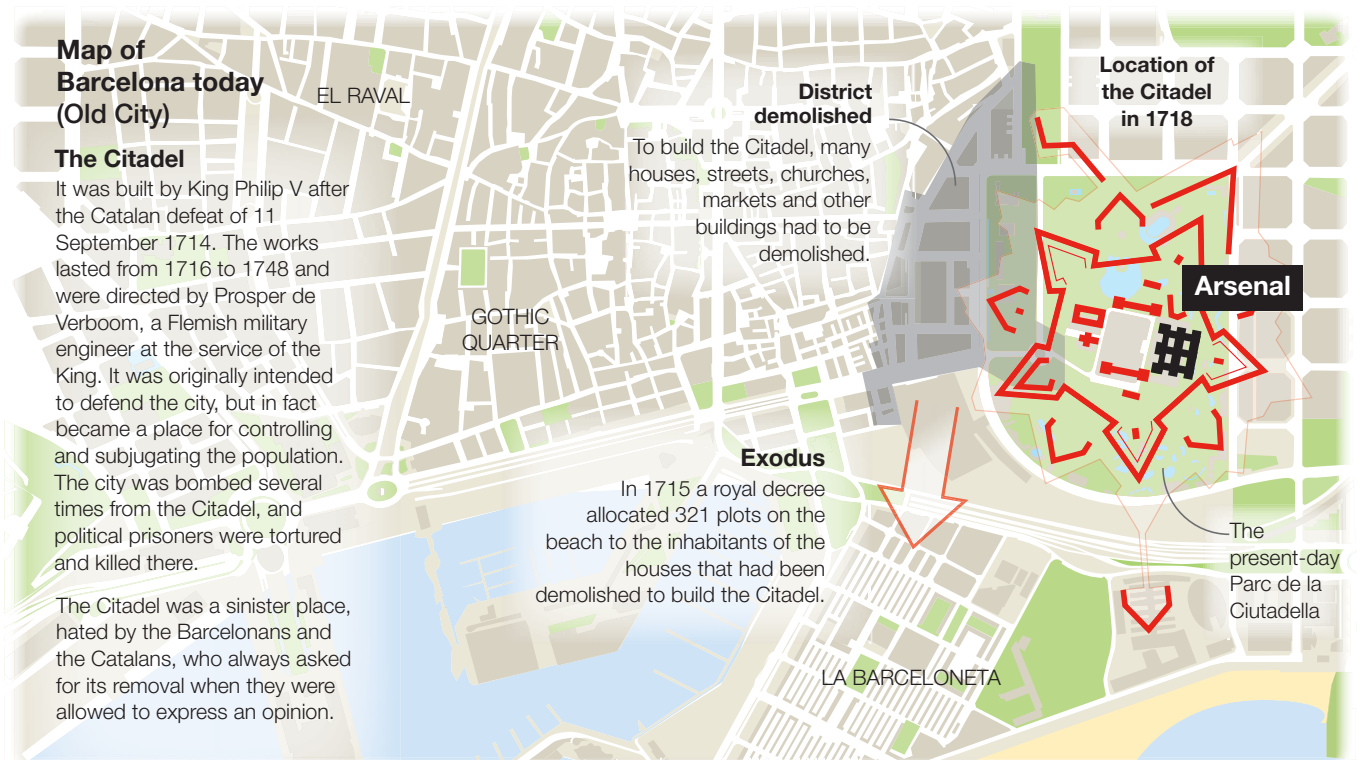 Map of
Barcelona today
(Old City)
The Citadel
It was built by King Philip V after
the Catalan defeat of 11
September 1714. The works
lasted from 1716 to 1748 and
were directed by Prosper de
Verboom, a Flemish military
engineer at the service of the
King. It was originally intended
to defend the city, but in fact
became a place for controlling
and subjugating the population.
The city was bombed several
times from the Citadel, and
political prisoners were tortured
and killed there.
The Citadel was a sinister place,
hated by the Barcelonans and
the Catalans, who always asked
for its removal when they were
allowed to express an opinion.
EL RAVAL
GOTHIC
QUARTER
District
demolished
To build the Citadel, many
houses, streets, churches,
markets and other
buildings had to be
demolished.
Exodus
In 1715 a royal decree
allocated 321 plots on the
beach to the inhabitants of the
houses that had been
demolished to build the Citadel.
LA BARCELONETA
Location of
the Citadel
in 1718
Arsenal
The
present-day
Parc de la
Ciutadella